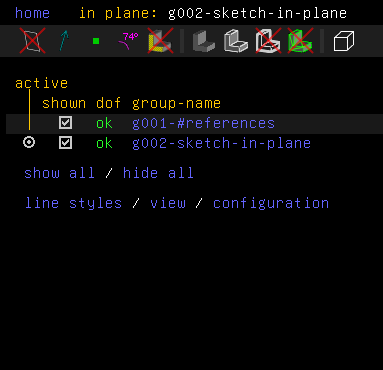 home in plane: g002-sketch-in-plane
74º
active
shown dof group-name
ok g001-#references
ok g002-sketch-in-plane
show all / hide all
line styles / view / configuration